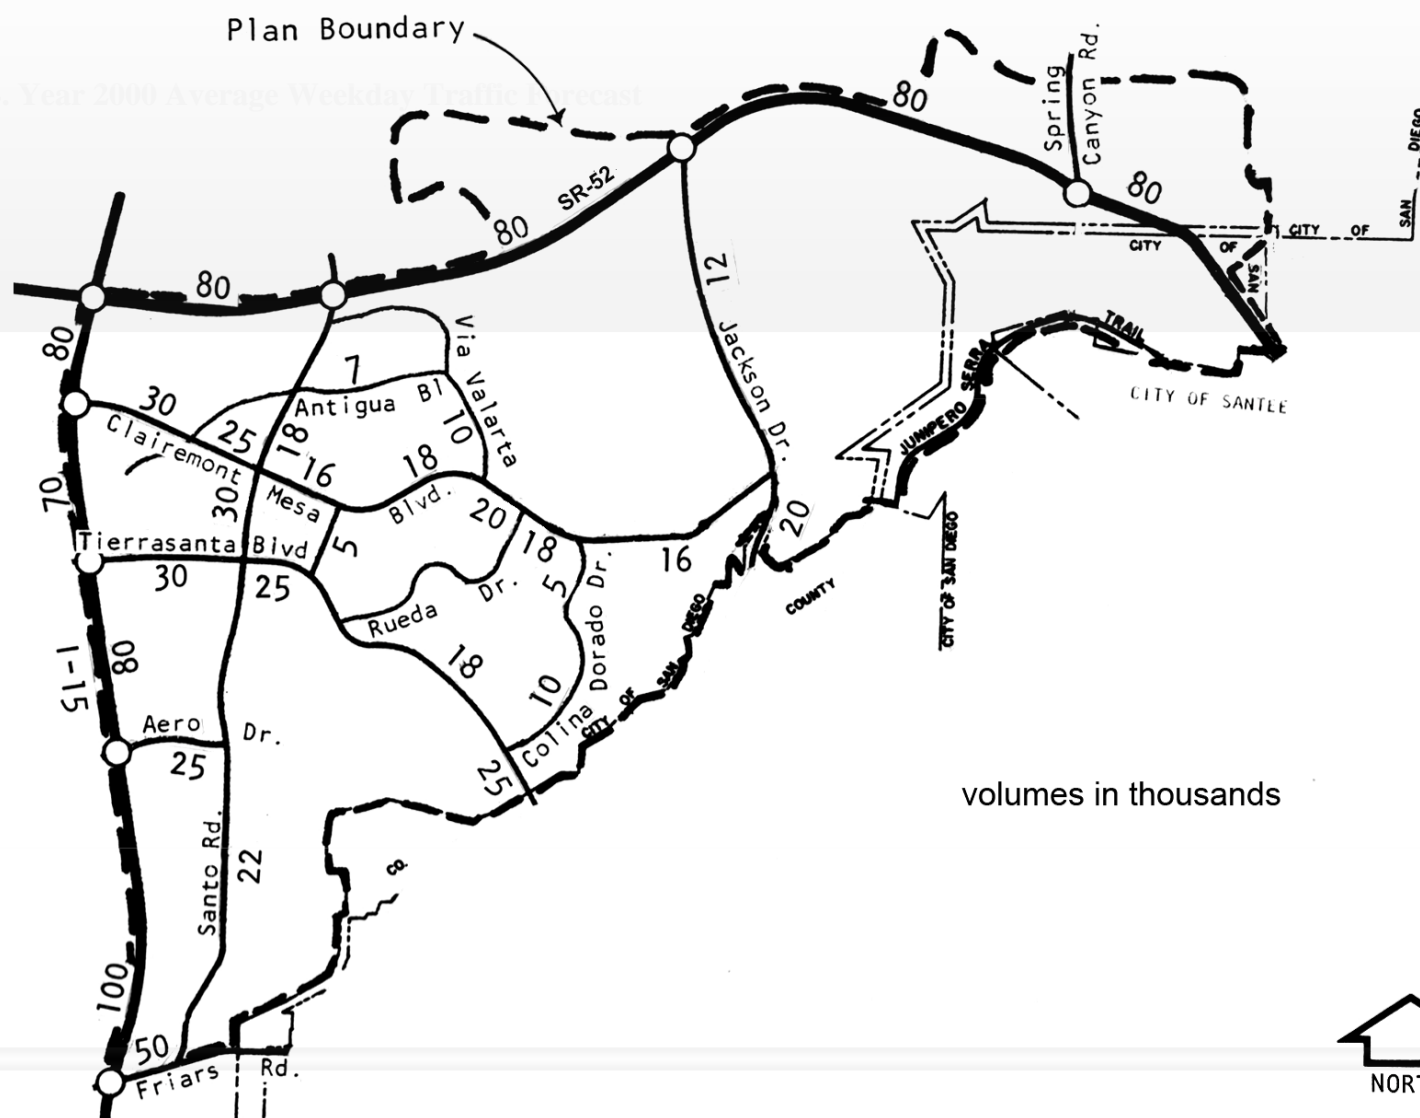 Plan Boundary
. Year 2000 Average Weekday Traffic Forecast
80
Spring
Canyon Rd.
SAN DIEGO
SR-52
80
80
CITY OF
CITY OF
SAN
80
12
80
Via Valarta
TRAIL
7
Jackson Dr.
SERRA
30
Antigua Bl
CITY OF SANTEE
JUNIPERO
Clairemont Mesa Blvd.
25
18
10
16
18
70
30
20
20
Tierrasanta Blvd
5
18
16
30
25
5
Rueda Dr.
COUNTY
CITY OF SAN DIEGO
Colina Dorado Dr.
CITY OF SAN DIEGO
I-15
80
18
10
Aero Dr.
25
25
volumes in thousands
Santo Rd.
22
CO.
100
50
Friars Rd.
NORT